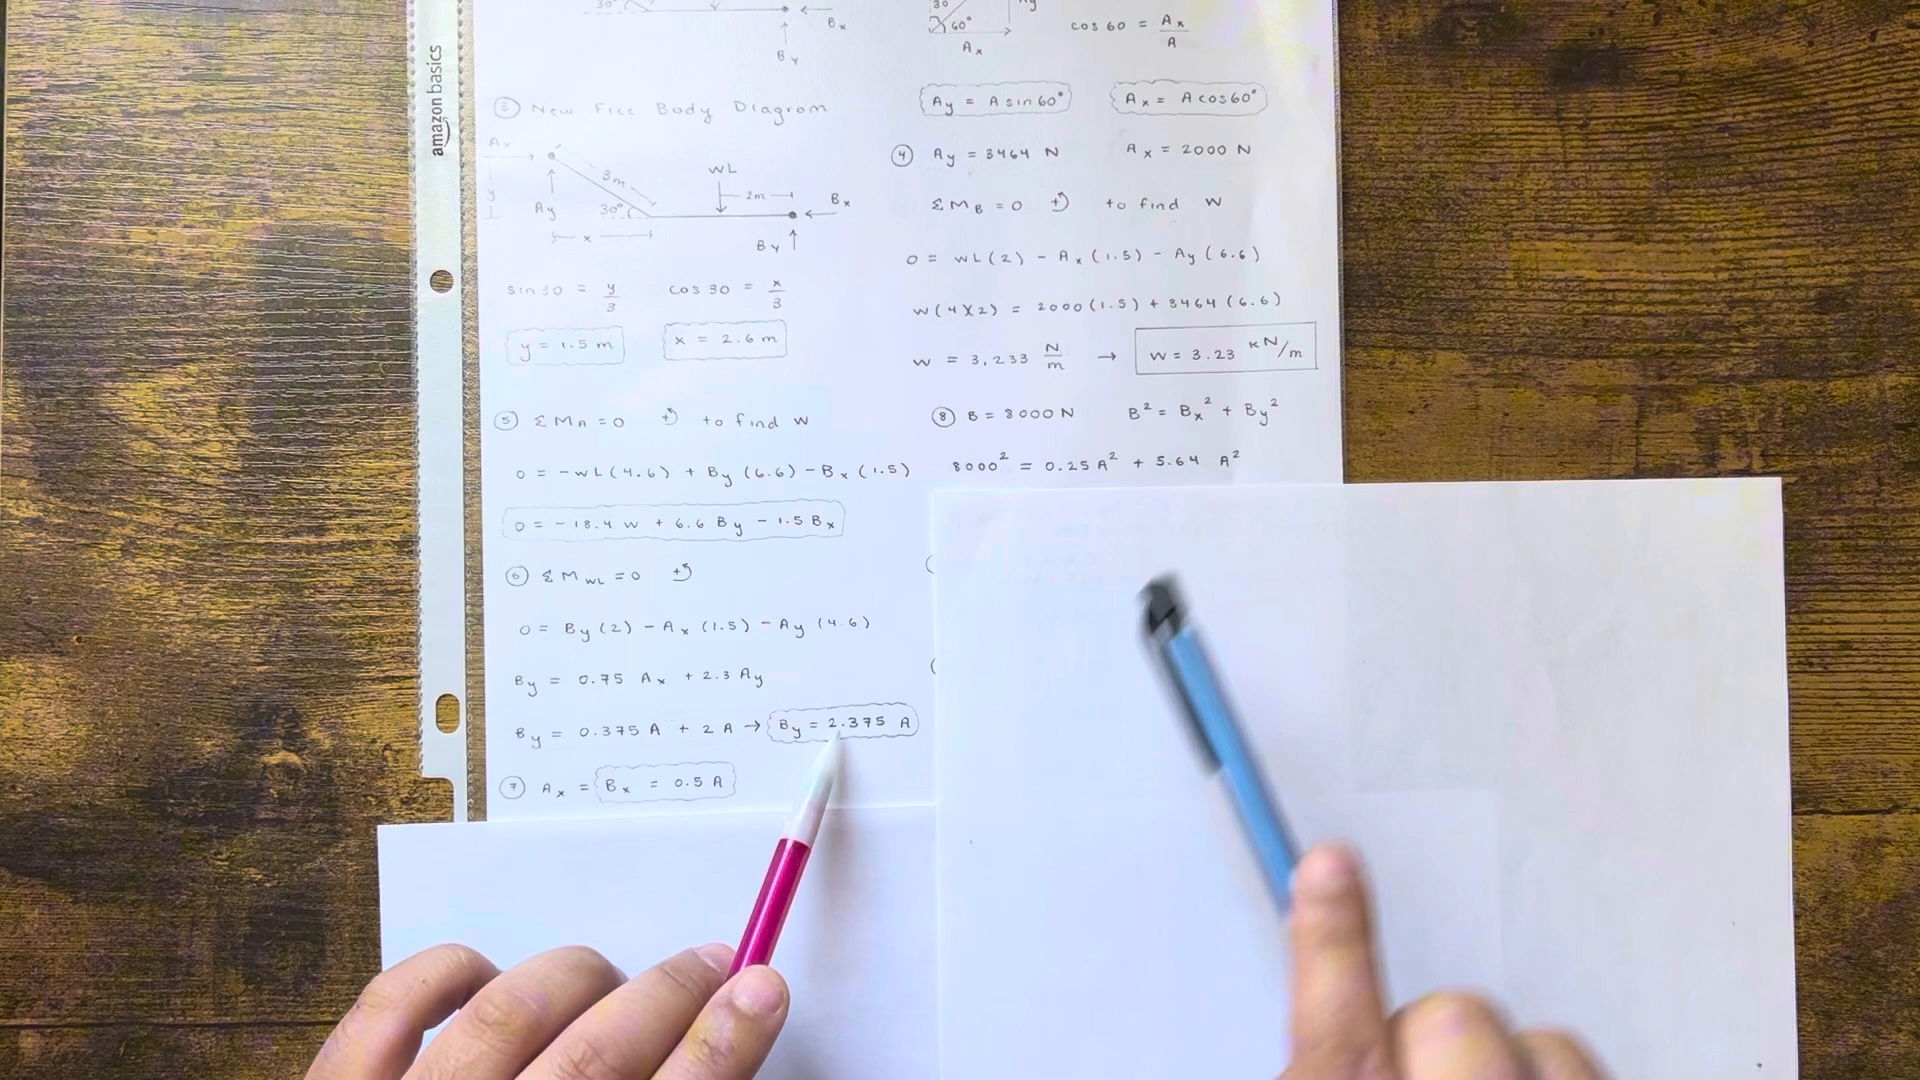 amazon basics
30°
Bx
By
30
60°
Ay
Ax
cos 60 = Ax / A
Ay = A sin 60°
Ax = A cos 60°
③ New Free Body Diagram
Ax
y
3m
WL
2m
Bx
Ay
30°
x
By
sin 30 = y / 3
cos 30 = x / 3
y = 1.5 m
x = 2.6 m
④ Ay = 3464 N
Ax = 2000 N
Σ MB = 0 + to find W
0 = WL(2) - Ax(1.5) - Ay(6.6)
W(4)(2) = 2000(1.5) + 3464(6.6)
W = 3,233 N/m → W = 3.23 KN/m
⑤ Σ MA = 0 + to find W
0 = -WL(4.6) + By(6.6) - Bx(1.5)
0 = -18.4 W + 6.6 By - 1.5 Bx
⑥ Σ MWL = 0 +
0 = By(2) - Ax(1.5) - Ay(4.6)
By = 0.75 Ax + 2.3 Ay
By = 0.375 A + 2 A → By = 2.375 A
⑦ Ax = Bx = 0.5 A
⑧ B = 8000 N
B² = Bx² + By²
8000² = 0.25 A² + 5.64 A²